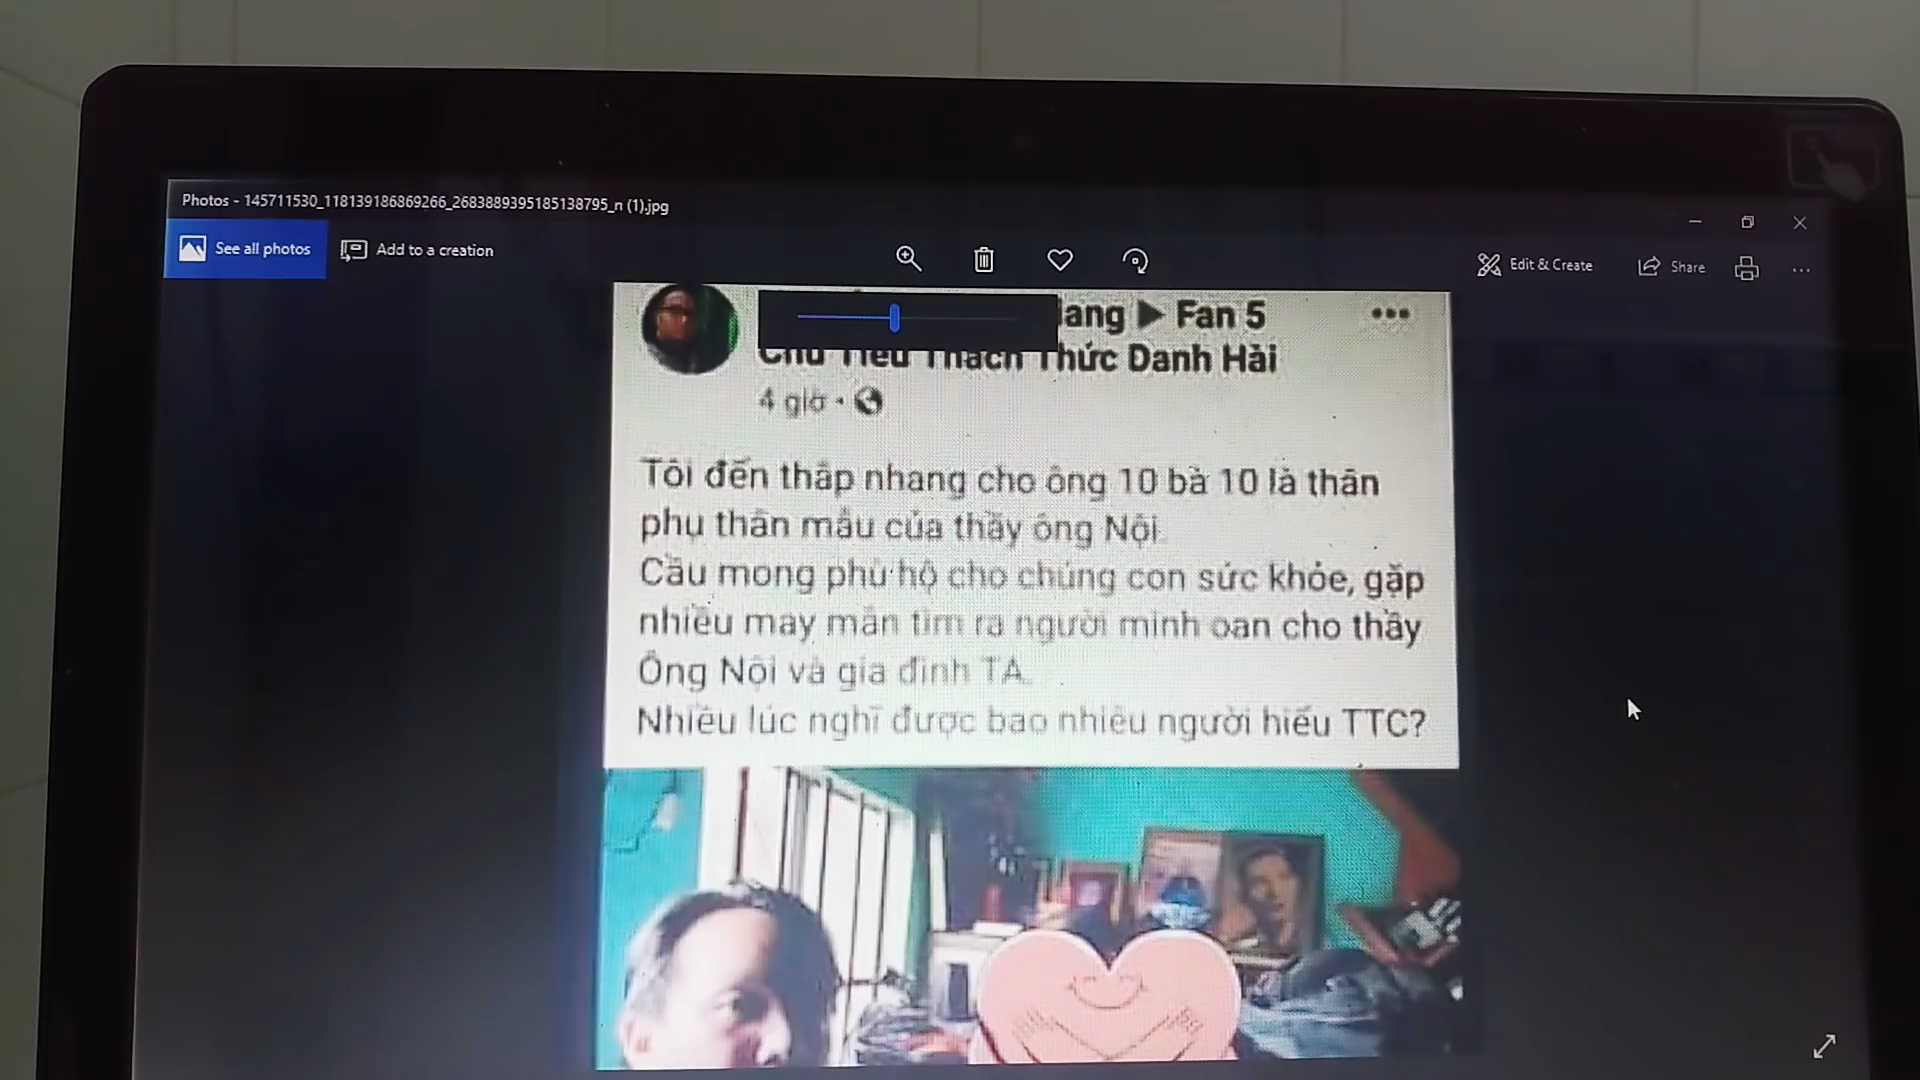 Photos - 145711530_118139186869266_2683889395185138795_n (1).jpg
See all photos
Add to a creation
Edit & Create
Share
ang ▶ Fan 5
Chú Tiểu Thách Thức Danh Hài
4 giờ ·
Tôi đến thắp nhang cho ông 10 bà 10 là thân
phụ thân mẫu của thầy ông Nội.
Cầu mong phù hộ cho chúng con sức khỏe, gặp
nhiều may mắn tìm ra người minh oan cho thầy
Ông Nội và gia đình TA.
Nhiều lúc nghĩ được bao nhiêu người hiểu TTC?